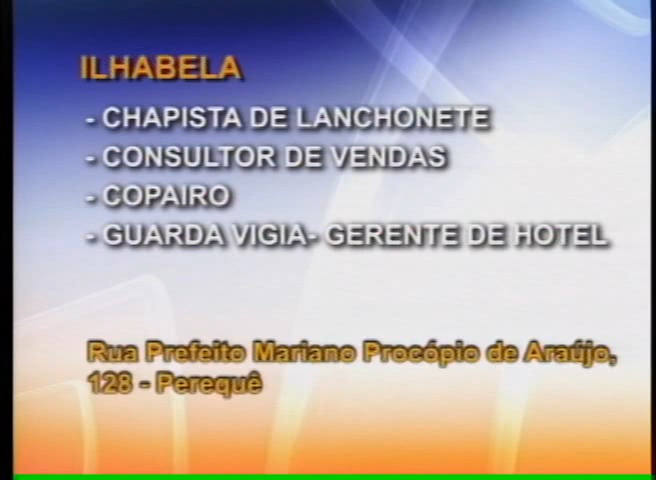 ILHABELA
- CHAPISTA DE LANCHONETE
- CONSULTOR DE VENDAS
- COPAIRO
- GUARDA VIGIA- GERENTE DE HOTEL
Rua Prefeito Mariano Procópio de Araújo,
128 - Perequê